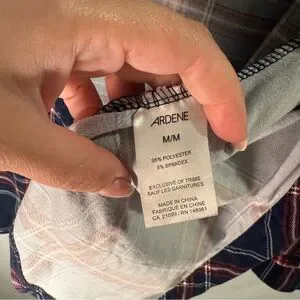 ARDENE
M/M
95% POLYESTER
5% SPANDEX
EXCLUSIVE OF TRIMS
SAUF LES GARNITURES
MADE IN CHINA
FABRIQUÉ EN CHINE
CA 21099 / RN 148061